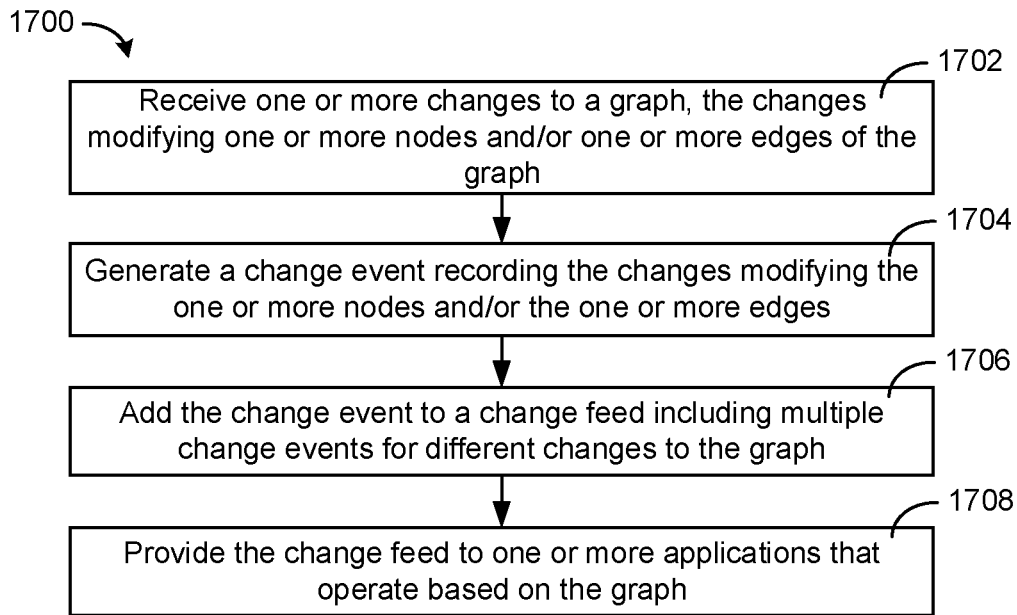 1700
1702
Receive one or more changes to a graph, the changes
modifying one or more nodes and/or one or more edges of the
graph
1704
Generate a change event recording the changes modifying the
one or more nodes and/or the one or more edges
1706
Add the change event to a change feed including multiple
change events for different changes to the graph
1708
Provide the change feed to one or more applications that
operate based on the graph